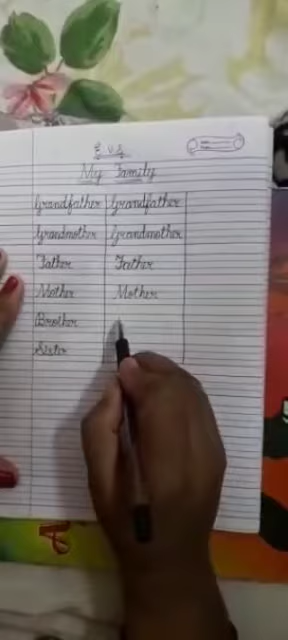 E.V.S
My Family
Grandfather Grandfather
Grandmother Grandmother
Father Father
Mother Mother
Brother
Sister